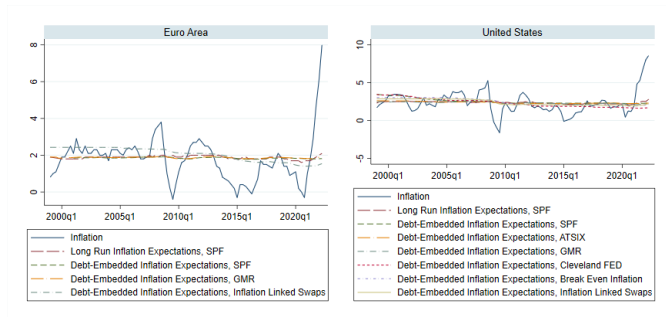 Euro Area
8
6
4
2
0
2000q1 2005q1 2010q1 2015q1 2020q1
Inflation
Long Run Inflation Expectations, SPF
Debt-Embedded Inflation Expectations, SPF
Debt-Embedded Inflation Expectations, GMR
Debt-Embedded Inflation Expectations, Inflation Linked Swaps
United States
10
5
0
-5
2000q1 2005q1 2010q1 2015q1 2020q1
Inflation
Long Run Inflation Expectations, SPF
Debt-Embedded Inflation Expectations, SPF
Debt-Embedded Inflation Expectations, ATSIX
Debt-Embedded Inflation Expectations, GMR
Debt-Embedded Inflation Expectations, Cleveland FED
Debt-Embedded Inflation Expectations, Break Even Inflation
Debt-Embedded Inflation Expectations, Inflation Linked Swaps